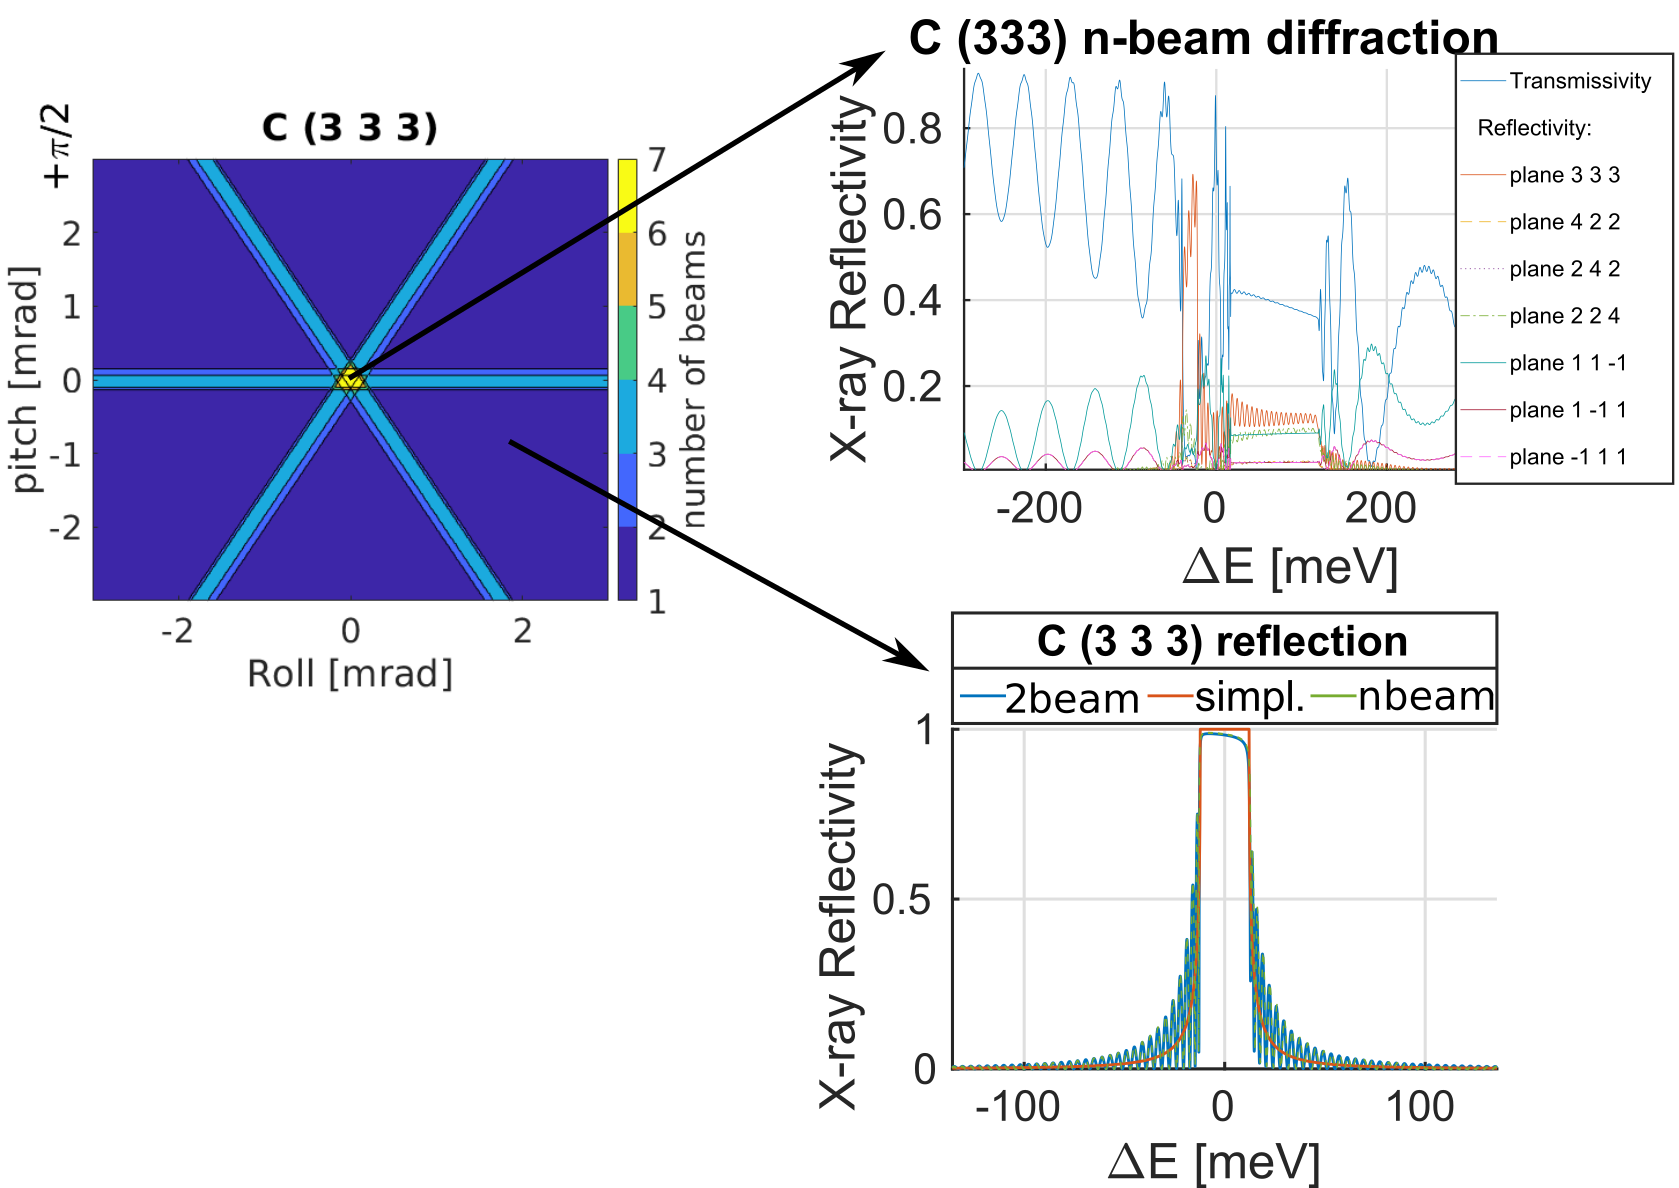 C (3 3 3)
+π/2
pitch [mrad]
2
1
0
-1
-2
-2
0
2
Roll [mrad]
7
6
5
4
3
2
1
number of beams
C (333) n-beam diffraction
X-ray Reflectivity
0.8
0.6
0.4
0.2
-200
0
200
ΔE [meV]
Transmissivity
Reflectivity:
plane 3 3 3
plane 4 2 2
plane 2 4 2
plane 2 2 4
plane 1 1 -1
plane 1 -1 1
plane -1 1 1
C (3 3 3) reflection
2beam simpl. nbeam
X-ray Reflectivity
1
0.5
0
-100
0
100
ΔE [meV]